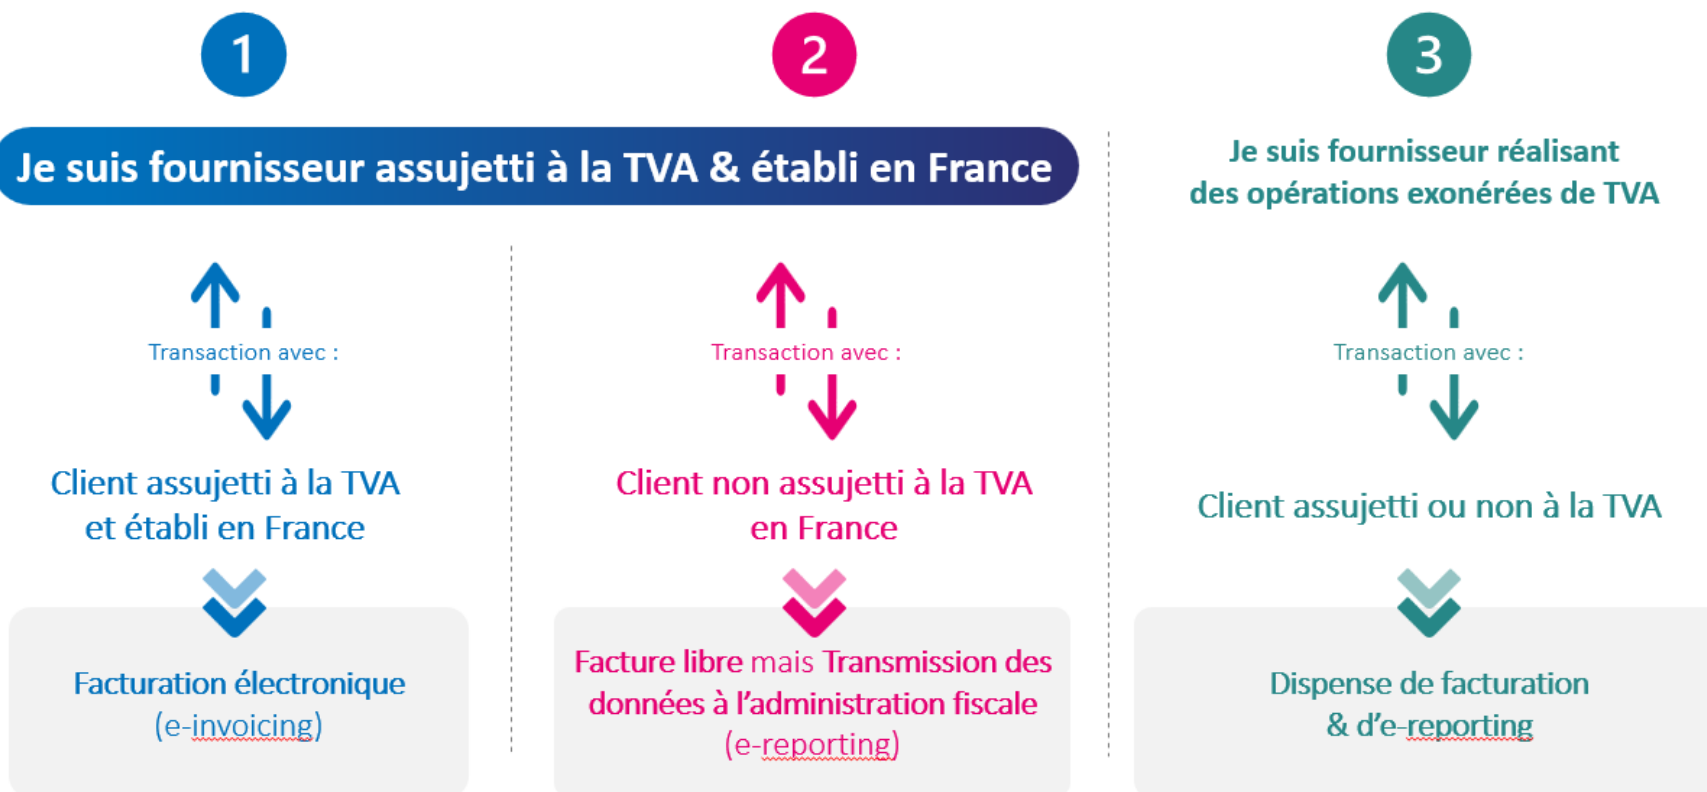 1
2
3
Je suis fournisseur assujetti à la TVA & établi en France
Je suis fournisseur réalisant
des opérations exonérées de TVA
Transaction avec :
Transaction avec :
Transaction avec :
Client assujetti à la TVA
et établi en France
Client non assujetti à la TVA
en France
Client assujetti ou non à la TVA
Facturation électronique
(e-invoicing)
Facture libre mais Transmission des
données à l’administration fiscale
(e-reporting)
Dispense de facturation
& d’e-reporting